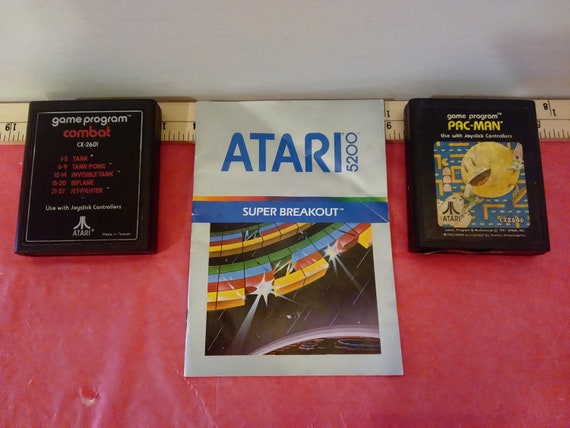 game program™
combat
CX-2601
1-5 TANK™
6-9 TANK-PONG™
10-14 INVISIBLE-TANK™
15-20 BIPLANE
21-27 JET-FIGHTER™
Use with Joystick Controllers
ATARI®
Made in Taiwan
ATARI®
5200™
SUPER BREAKOUT™
game program™
PAC-MAN*
Use with Joystick Controllers
ATARI®
CX2646